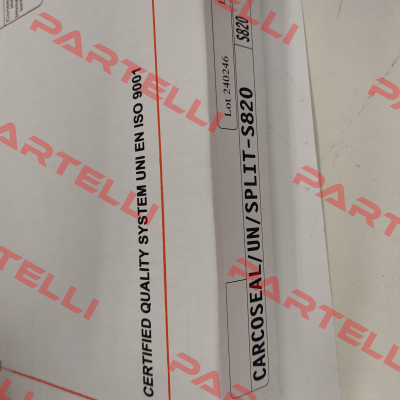 CERTIFIED QUALITY SYSTEM UNI EN ISO 9001
Lot 240246
S820
CARCOSEAL/UN/SPLIT-S820
PARTELLI
PARTELLI
PARTELLI
PARTELLI
PARTELLI